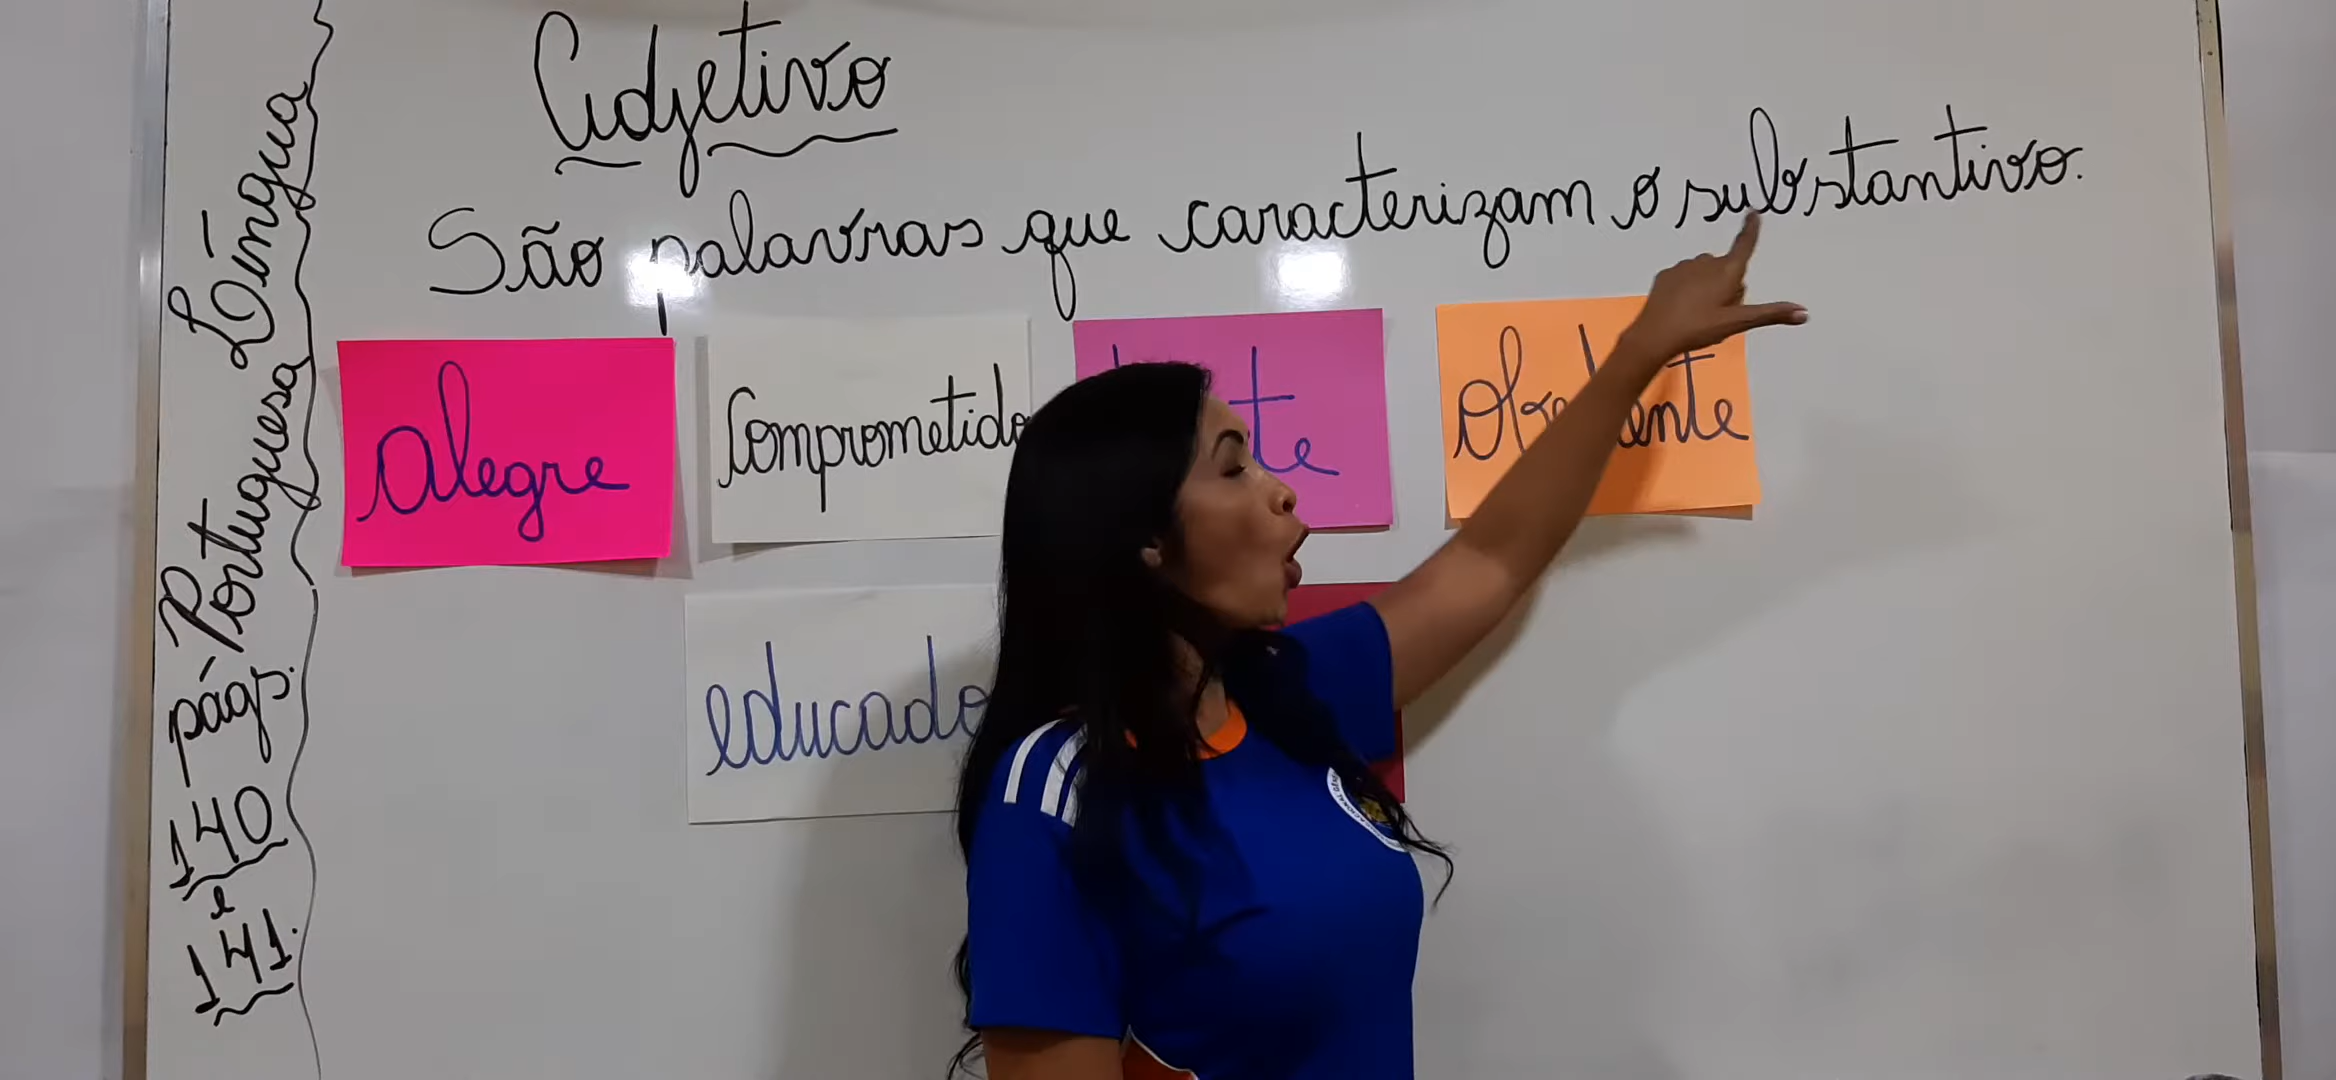 Adjetivo
São palavras que caracterizam o substantivo.
Língua
Portuguesa
págs.
140
e
141.
alegre
Comprometido
educado